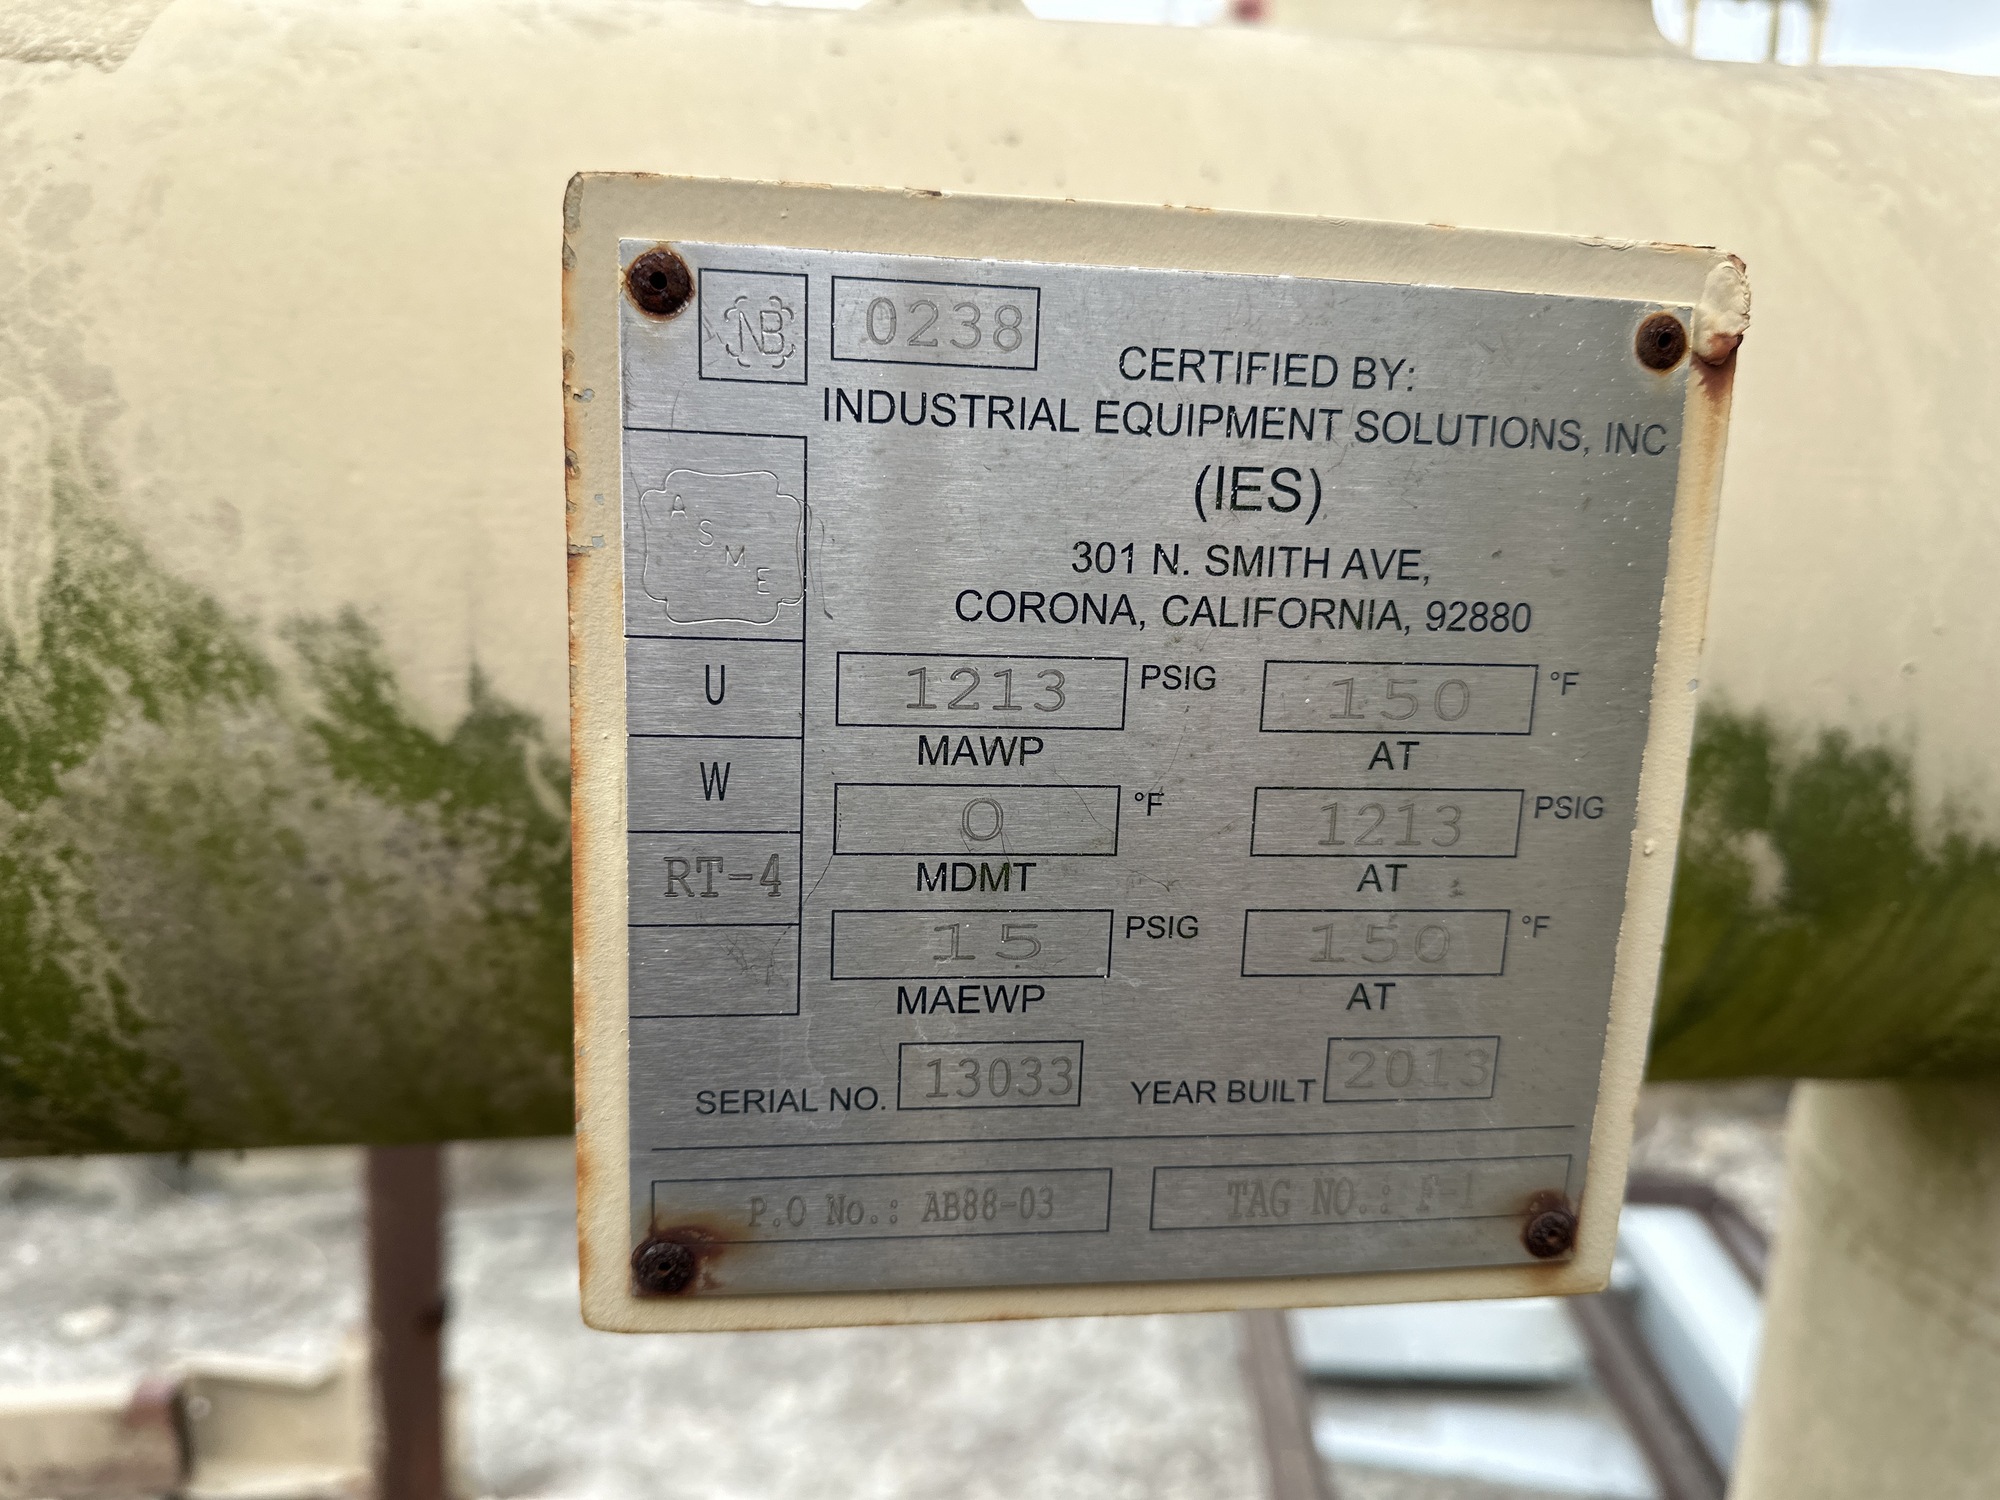 NB 0238
CERTIFIED BY:
INDUSTRIAL EQUIPMENT SOLUTIONS, INC
(IES)
301 N. SMITH AVE,
CORONA, CALIFORNIA, 92880
ASME
U
W
RT-4
1213 PSIG 150 °F
MAWP AT
0 °F 1213 PSIG
MDMT AT
15 PSIG 150 °F
MAEWP AT
SERIAL NO. 13033 YEAR BUILT 2013
P.O No.: AB88-03 TAG NO.: F-1